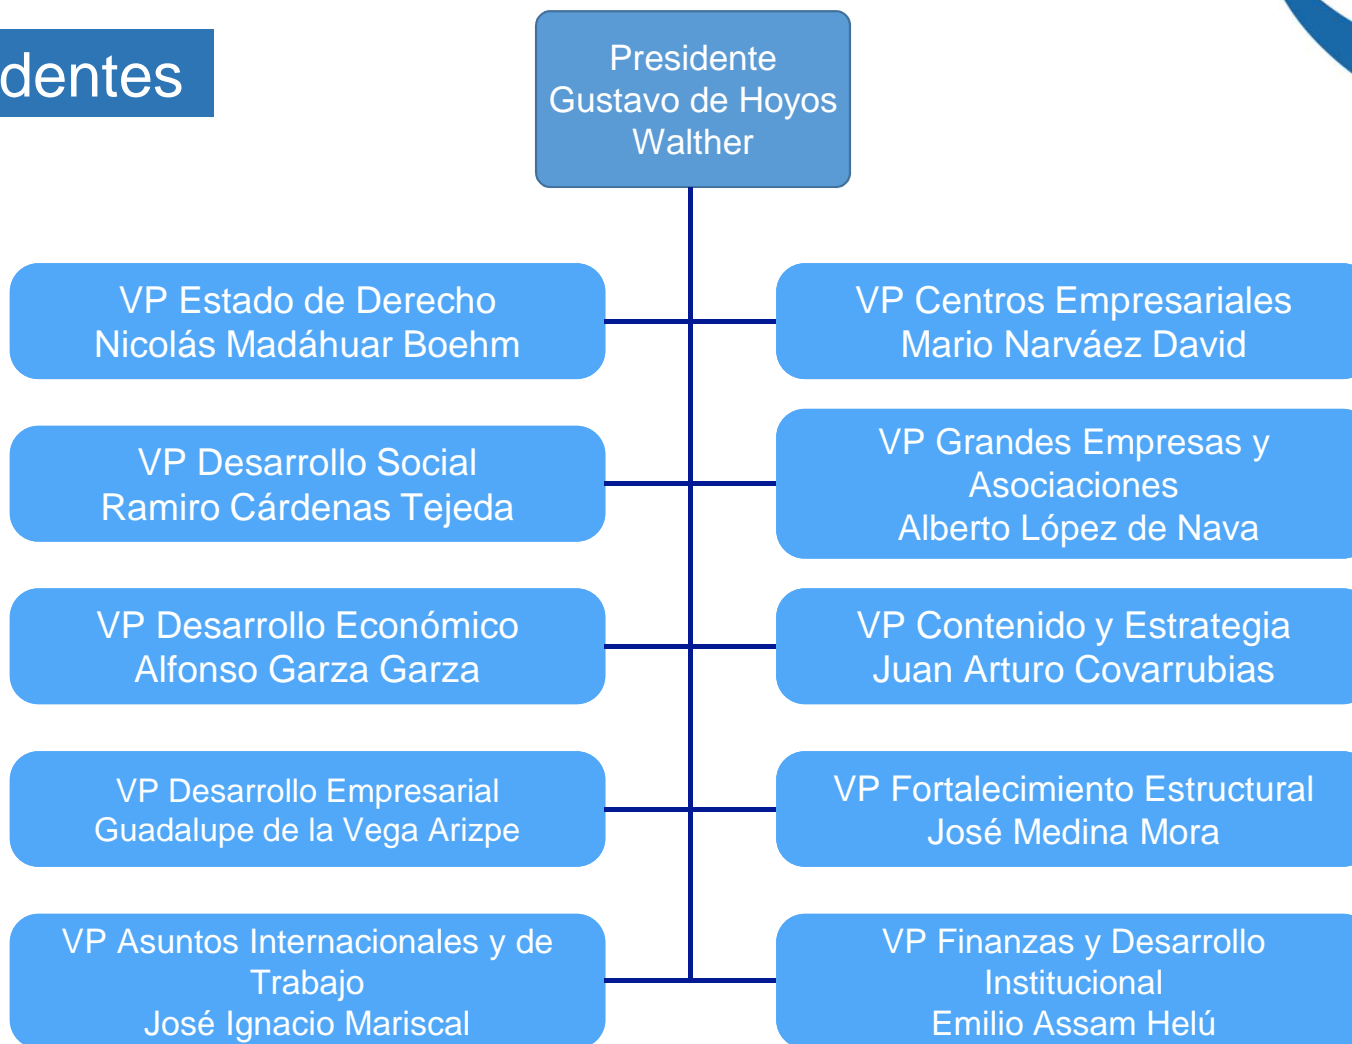 dentes
Presidente
Gustavo de Hoyos
Walther
VP Estado de Derecho
Nicolás Madáhuar Boehm
VP Centros Empresariales
Mario Narváez David
VP Desarrollo Social
Ramiro Cárdenas Tejeda
VP Grandes Empresas y
Asociaciones
Alberto López de Nava
VP Desarrollo Económico
Alfonso Garza Garza
VP Contenido y Estrategia
Juan Arturo Covarrubias
VP Desarrollo Empresarial
Guadalupe de la Vega Arizpe
VP Fortalecimiento Estructural
José Medina Mora
VP Asuntos Internacionales y de
Trabajo
José Ignacio Mariscal
VP Finanzas y Desarrollo
Institucional
Emilio Assam Helú